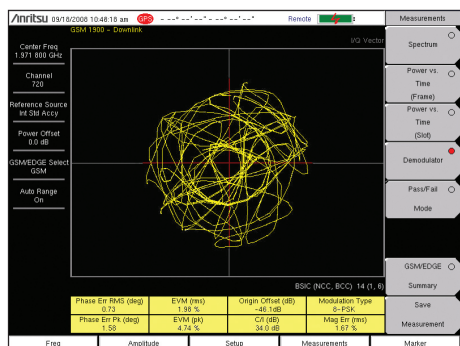 Anritsu 09/16/2008 10:48:16 am GPS ---°--'--"---°--'--" Remote
GSM 1900 - Downlink
I/Q Vector
Center Freq
1.971 800 GHz
Channel
720
Reference Source
Int Std Accy
Power Offset
0.0 dB
GSM/EDGE Select
GSM
Auto Range
On
BSIC (NCC, BCC) 14 (1, 6)
Phase Err RMS (deg) EVM (rms) Origin Offset (dB) Modulation Type
0.73 1.98 % -46.1dB 8-PSK
Phase Err Pk (deg) EVM (pk) C/I (dB) Mag Err (rms)
1.58 4.74 % 34.0 dB 1.67 %
Measurements
Spectrum
Power vs.
Time
(Frame)
Power vs.
Time
(Slot)
Demodulator
Pass/Fail
Mode
GSM/EDGE
Summary
Save
Measurement
Freq Amplitude Setup Measurements Marker